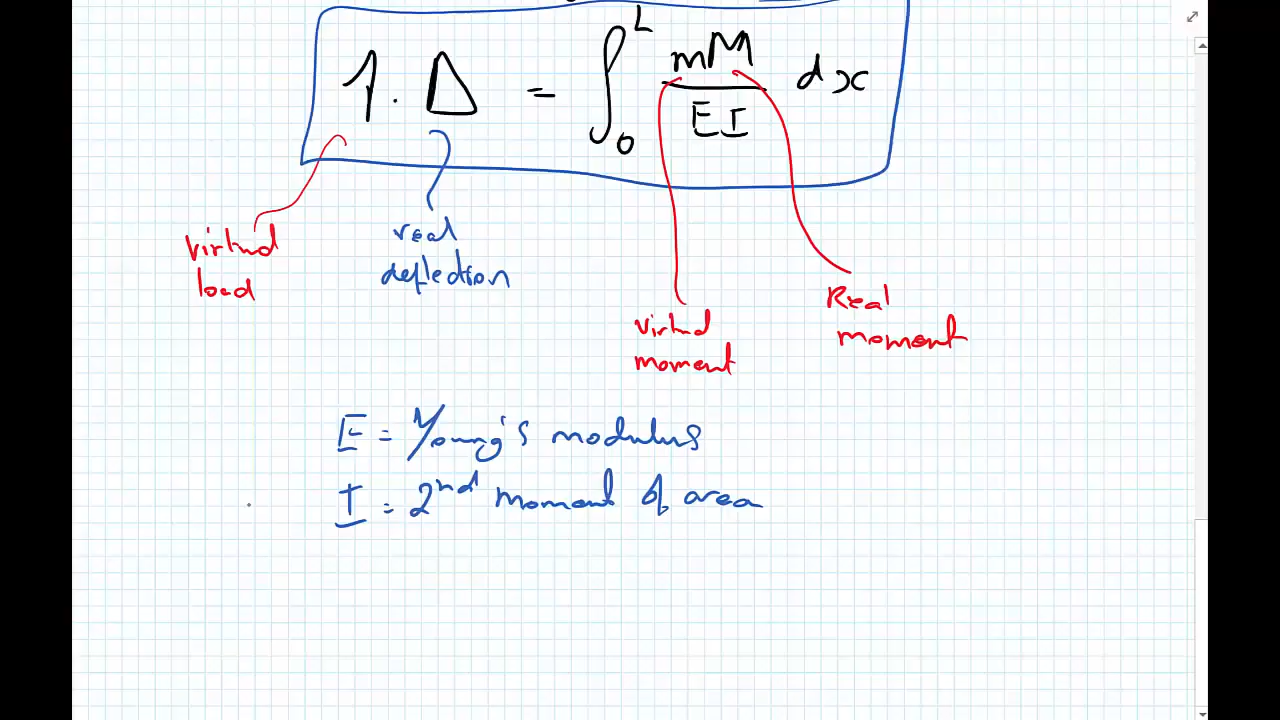 1. Δ = ∫₀ᴸ mM/EI dx
virtual load
real deflection
virtual moment
Real moment
E = Young's modulus
I = 2nd moment of area